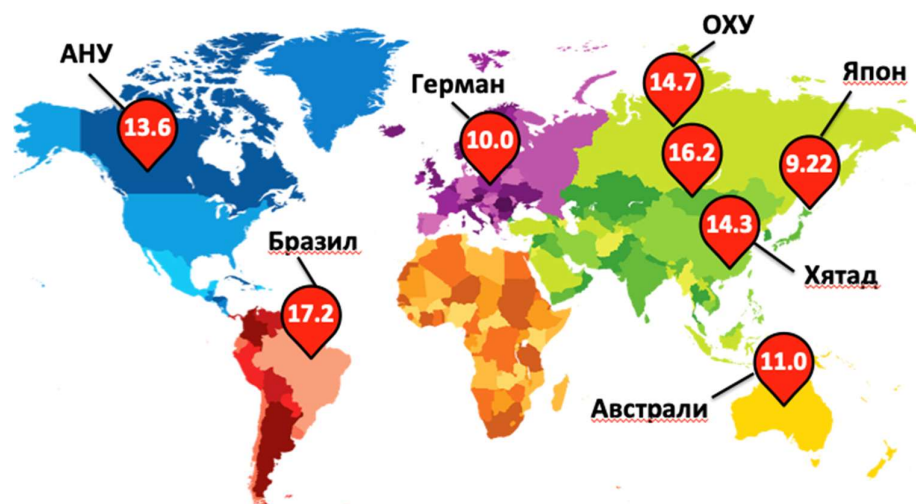 ОХУ
АНУ
Япон
Герман
14.7
13.6
10.0
16.2
9.22
14.3
Бразил
Хятад
17.2
11.0
Австрали